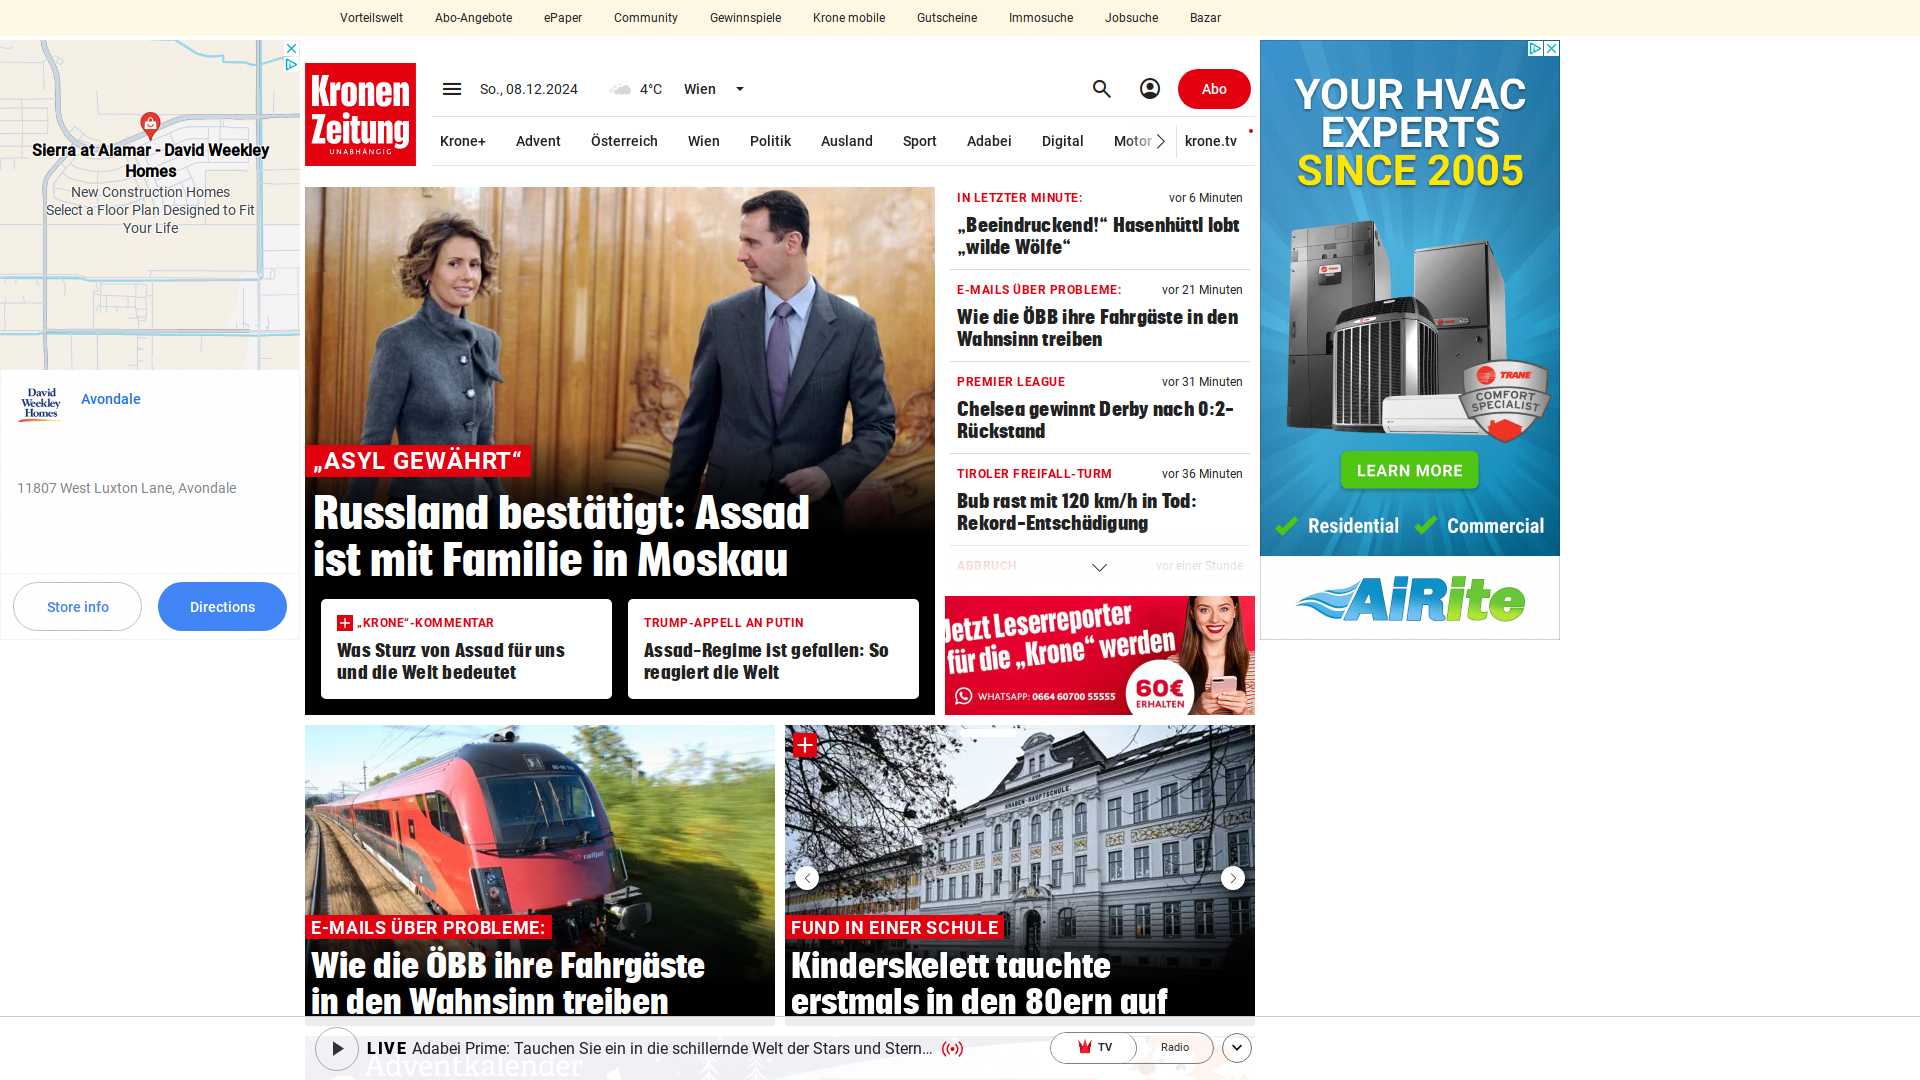 Vorteilswelt
Abo-Angebote
ePaper
Community
Gewinnspiele
Krone mobile
Gutscheine
Immosuche
Jobsuche
Bazar
Sierra at Alamar - David Weekley
Homes
New Construction Homes
Select a Floor Plan Designed to Fit
Your Life
David
Weekley
Homes
Avondale
11807 West Luxton Lane, Avondale
Store info
Directions
Kronen
Zeitung
UNABHÄNGIG
So., 08.12.2024
4°C
Wien
Abo
Krone+
Advent
Österreich
Wien
Politik
Ausland
Sport
Adabei
Digital
Motor
krone.tv
„ASYL GEWÄHRT“
Russland bestätigt: Assad
ist mit Familie in Moskau
„KRONE“-KOMMENTAR
Was Sturz von Assad für uns
und die Welt bedeutet
TRUMP-APPELL AN PUTIN
Assad-Regime ist gefallen: So
reagiert die Welt
IN LETZTER MINUTE:
vor 6 Minuten
„Beeindruckend!“ Hasenhüttl lobt
„wilde Wölfe“
E-MAILS ÜBER PROBLEME:
vor 21 Minuten
Wie die ÖBB ihre Fahrgäste in den
Wahnsinn treiben
PREMIER LEAGUE
vor 31 Minuten
Chelsea gewinnt Derby nach 0:2-
Rückstand
TIROLER FREIFALL-TURM
vor 36 Minuten
Bub rast mit 120 km/h in Tod:
Rekord-Entschädigung
ABBRUCH
vor einer Stunde
Jetzt Leserreporter
für die „Krone“ werden
WHATSAPP: 0664 60700 55555
60€
ERHALTEN
YOUR HVAC
EXPERTS
SINCE 2005
TRANE
COMFORT
SPECIALIST
LEARN MORE
Residential
Commercial
AiRite
E-MAILS ÜBER PROBLEME:
Wie die ÖBB ihre Fahrgäste
in den Wahnsinn treiben
railjet
KNABEN-HAUPTSCHULE.
FUND IN EINER SCHULE
Kinderskelett tauchte
erstmals in den 80ern auf
LIVE Adabei Prime: Tauchen Sie ein in die schillernde Welt der Stars und Stern…
TV
Radio
Adventkalender